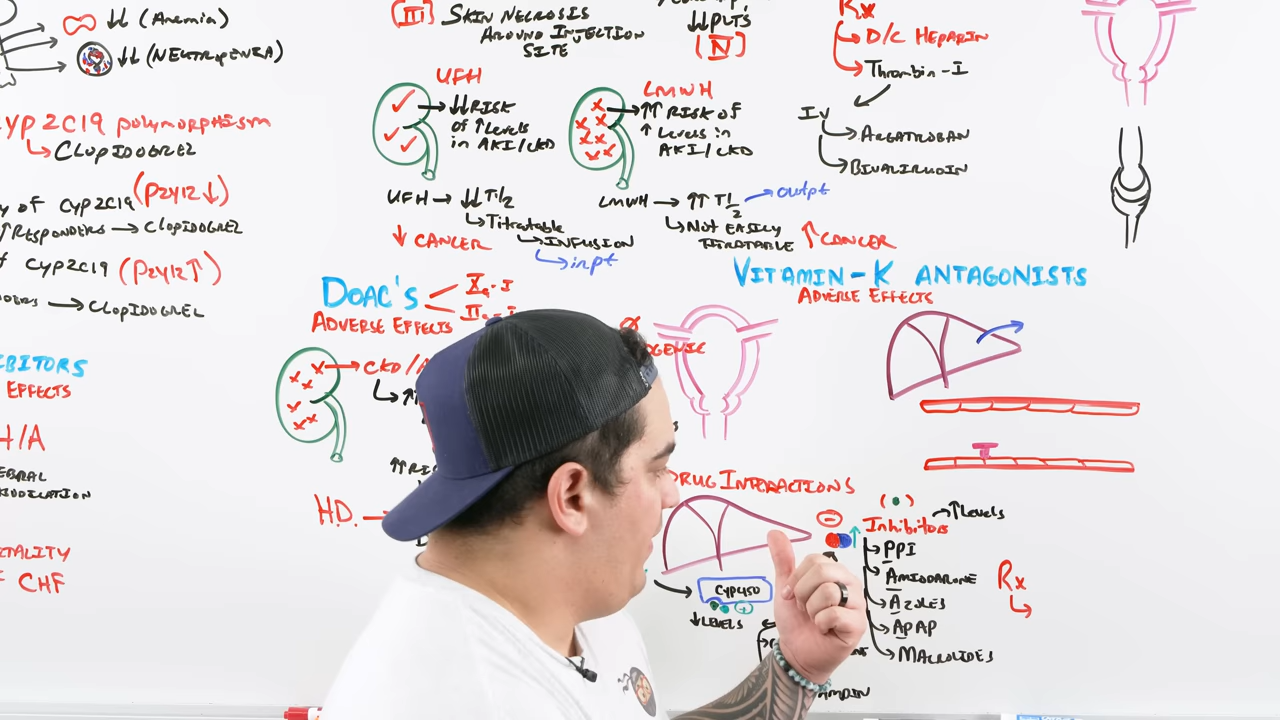 ↓↓ (Anemia)
↓↓ (NEUTROPENIA)
CYP2C19 polymorphism
CLOPIDOGREL
y of CYP2C19 (P2Y12↓)
↑RESPONDERS → CLOPIDOGREL
CYP2C19 (P2Y12↑)
→ CLOPIDOGREL
EFFECTS
H/A
CHF
[III] SKIN NECROSIS
AROUND INJECTION
SITE
↓↓PLTS
[IV]
UFH
↓↓RISK
of ↑Levels
in AKI/CKD
UFH → ↓↓T1/2
Titratable
INFUSION
inpt
↓ CANCER
LMWH
↑↑ RISK OF
↑ Levels in
AKI/CKD
LMWH → ↑↑ T1/2 → outpt
NOT EASILY
TITRATABLE
↑CANCER
Rx
D/C HEPARIN
Thrombin-I
IV
ARGATROBAN
BIVALIRUDIN
DOAC's
Xa-I
ADVERSE EFFECTS
CKD/A
H.D.
VITAMIN-K ANTAGONISTS
ADVERSE EFFECTS
DRUG INTERACTIONS
CYP450
↓LEVELS
Inhibitors
↑Levels
PPI
AMIODARONE
AZOLES
APAP
MACROLIDES
Rx